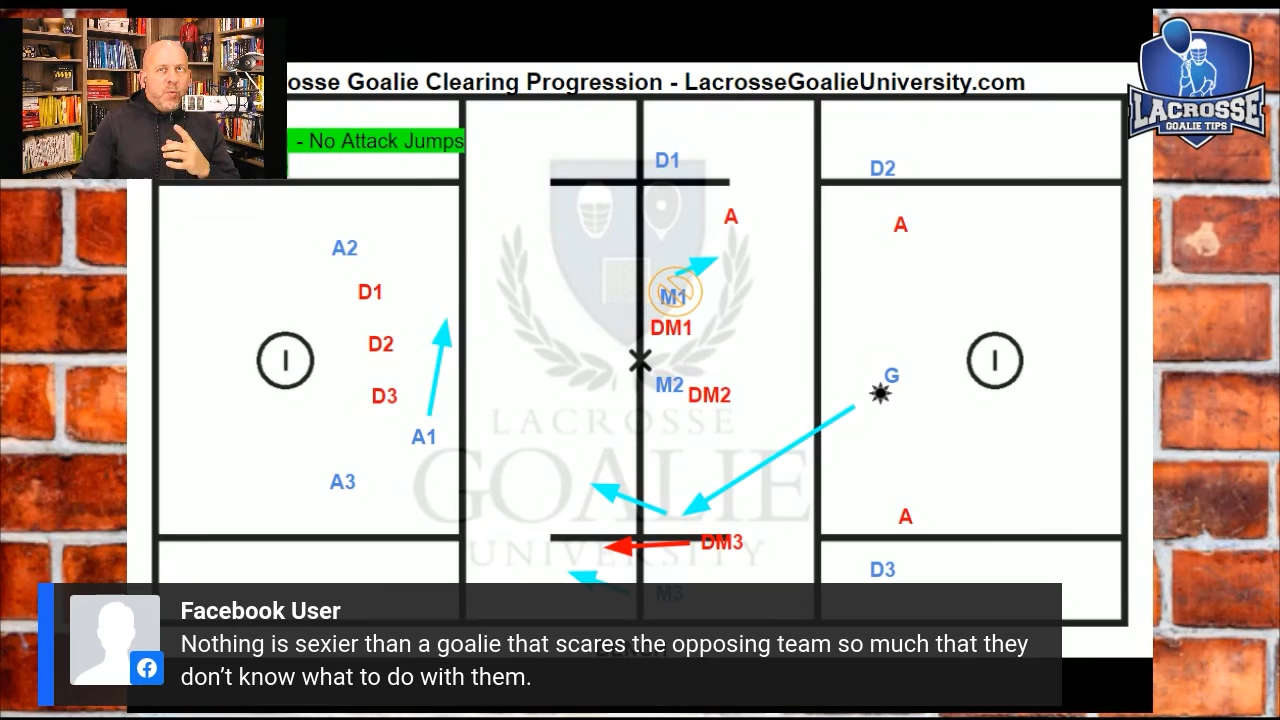 osse Goalie Clearing Progression - LacrosseGoalieUniversity.com
LACROSSE
GOALIE TIPS
- No Attack Jumps
D1
D2
A
A
A2
D1
M1
DM1
D2
G
M2
DM2
D3
A1
A3
LACROSSE
GOALIE
UNIVERSITY
A
DM3
D3
M3
Facebook User
Nothing is sexier than a goalie that scares the opposing team so much that they
don’t know what to do with them.